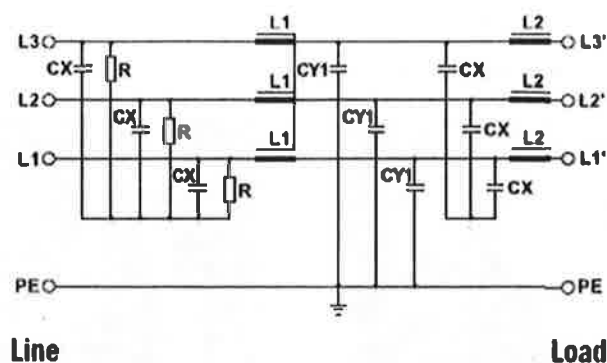 L3 L1 L2 L3'
CX R CY1 CX
L2 L1 L2 L2'
CX R CY1 CX
L1 L1 L2 L1'
CX R CY1 CX
PE PE
Line Load